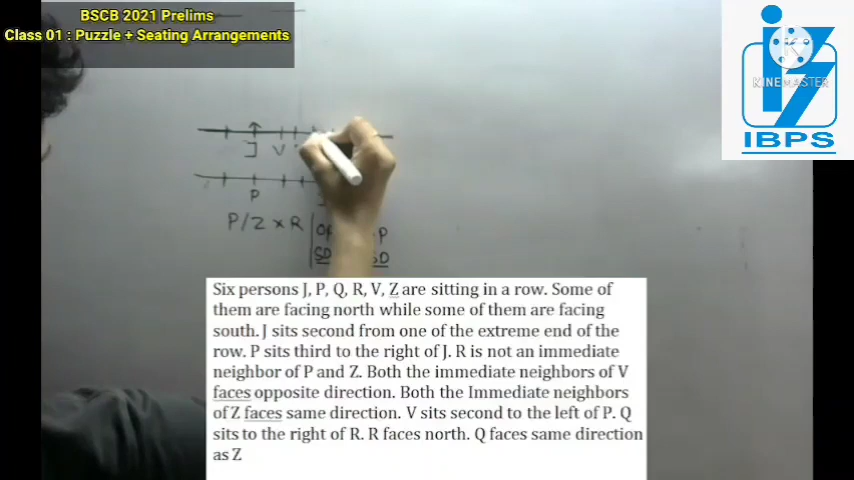 BSCB 2021 Prelims
Class 01 : Puzzle + Seating Arrangements
KINEMASTER
IBPS
J V
P
P/Z × R
P
SD SD
Six persons J, P, Q, R, V, Z are sitting in a row. Some of
them are facing north while some of them are facing
south. J sits second from one of the extreme end of the
row. P sits third to the right of J. R is not an immediate
neighbor of P and Z. Both the immediate neighbors of V
faces opposite direction. Both the Immediate neighbors
of Z faces same direction. V sits second to the left of P. Q
sits to the right of R. R faces north. Q faces same direction
as Z